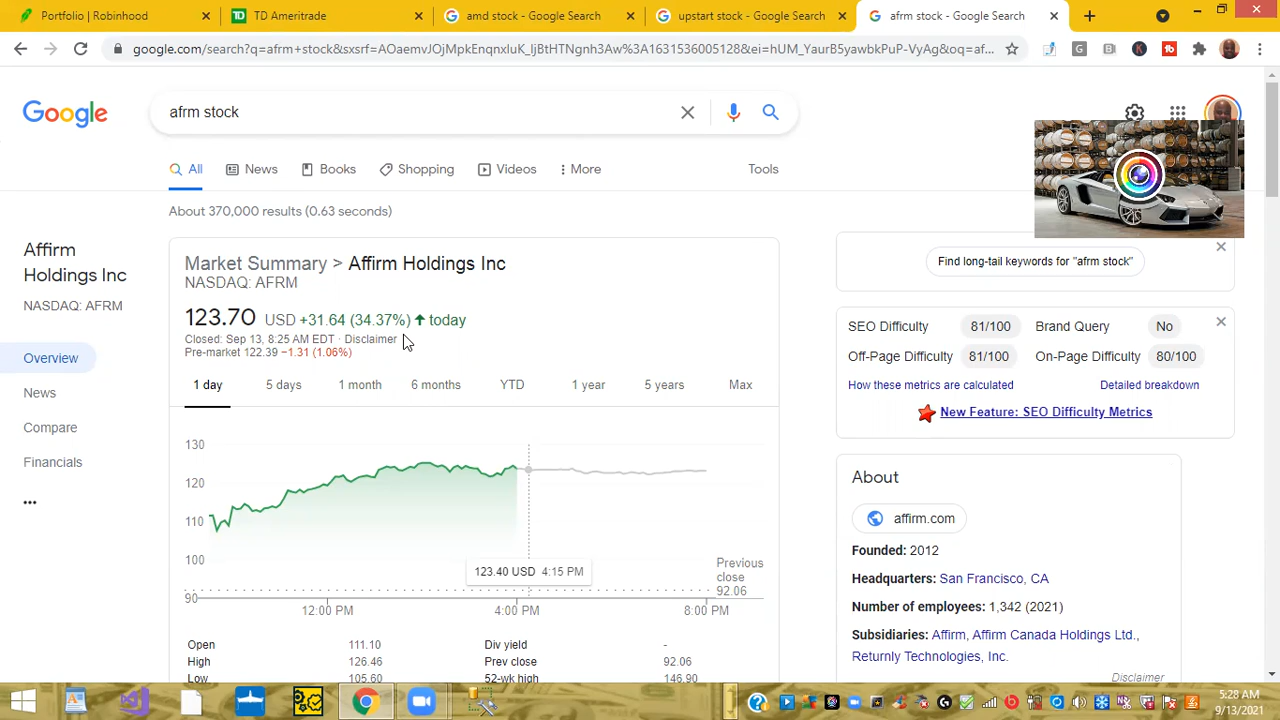 Portfolio | Robinhood
TD
TD Ameritrade
amd stock - Google Search
upstart stock - Google Search
afrm stock - Google Search
google.com/search?q=afrm+stock&sxsrf=AOaemvJOjMpkEnqnxluK_ljBtHTNgnh3Aw%3A1631536005128&ei=hUM_YaurB5yawbkPuP-VyAg&oq=af...
Google
afrm stock
All
News
Books
Shopping
Videos
More
Tools
About 370,000 results (0.63 seconds)
Affirm
Holdings Inc
NASDAQ: AFRM
Overview
News
Compare
Financials
Market Summary > Affirm Holdings Inc
NASDAQ: AFRM
123.70 USD +31.64 (34.37%) today
Closed: Sep 13, 8:25 AM EDT · Disclaimer
Pre-market 122.39 −1.31 (1.06%)
1 day
5 days
1 month
6 months
YTD
1 year
5 years
Max
130
120
110
100
90
123.40 USD 4:15 PM
Previous
close
92.06
12:00 PM
4:00 PM
8:00 PM
Open 111.10 Div yield -
High 126.46 Prev close 92.06
Low 105.60 52-wk high 146.90
Find long-tail keywords for "afrm stock"
SEO Difficulty 81/100 Brand Query No
Off-Page Difficulty 81/100 On-Page Difficulty 80/100
How these metrics are calculated Detailed breakdown
New Feature: SEO Difficulty Metrics
About
affirm.com
Founded: 2012
Headquarters: San Francisco, CA
Number of employees: 1,342 (2021)
Subsidiaries: Affirm, Affirm Canada Holdings Ltd.,
Returnly Technologies, Inc.
Disclaimer
5:28 AM
9/13/2021